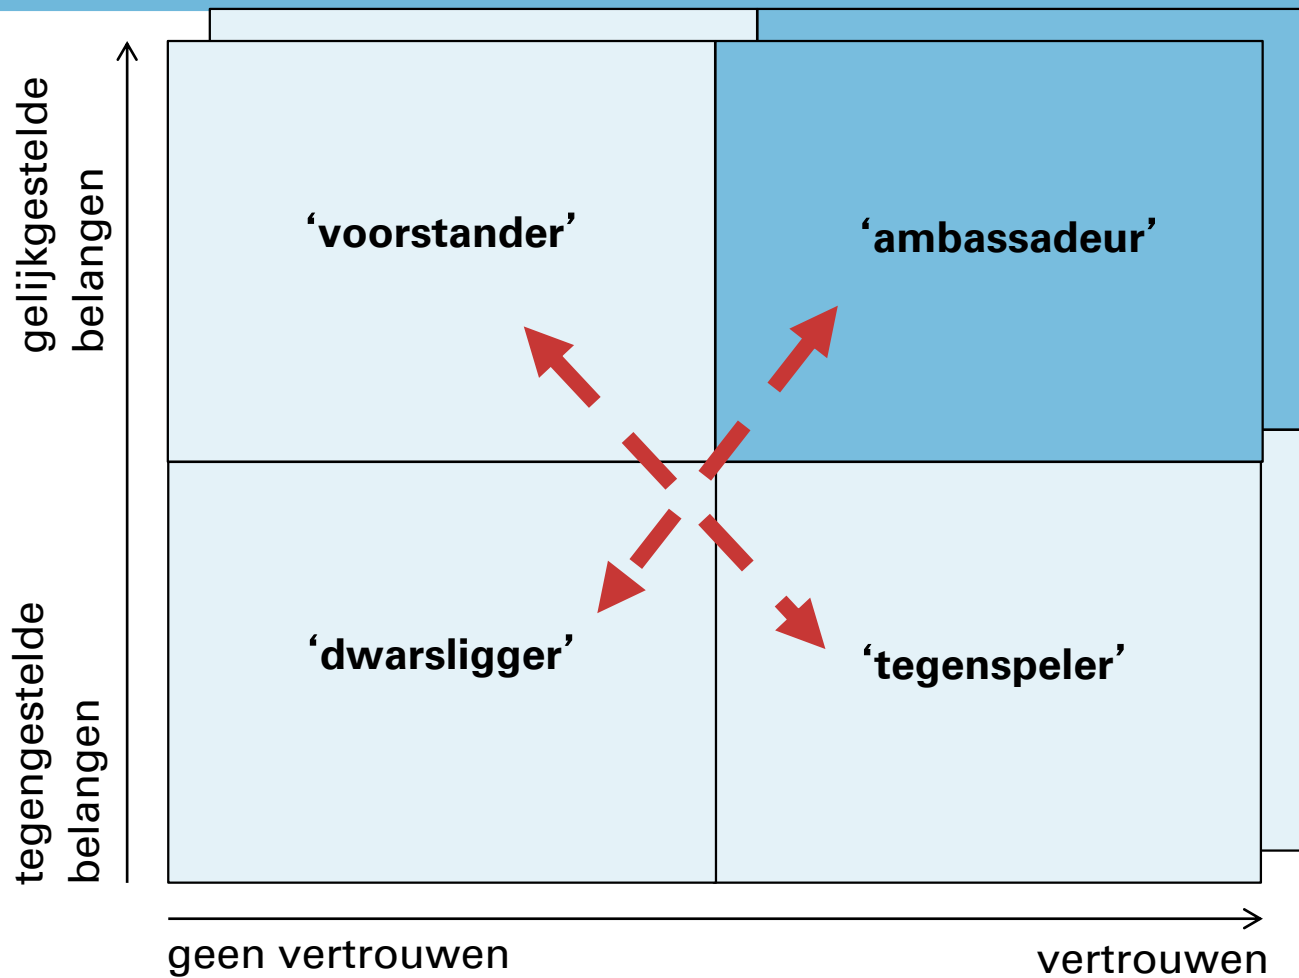 gelijkgestelde
belangen
‘voorstander’
‘ambassadeur’
tegengestelde
belangen
‘dwarsligger’
‘tegenspeler’
geen vertrouwen
vertrouwen